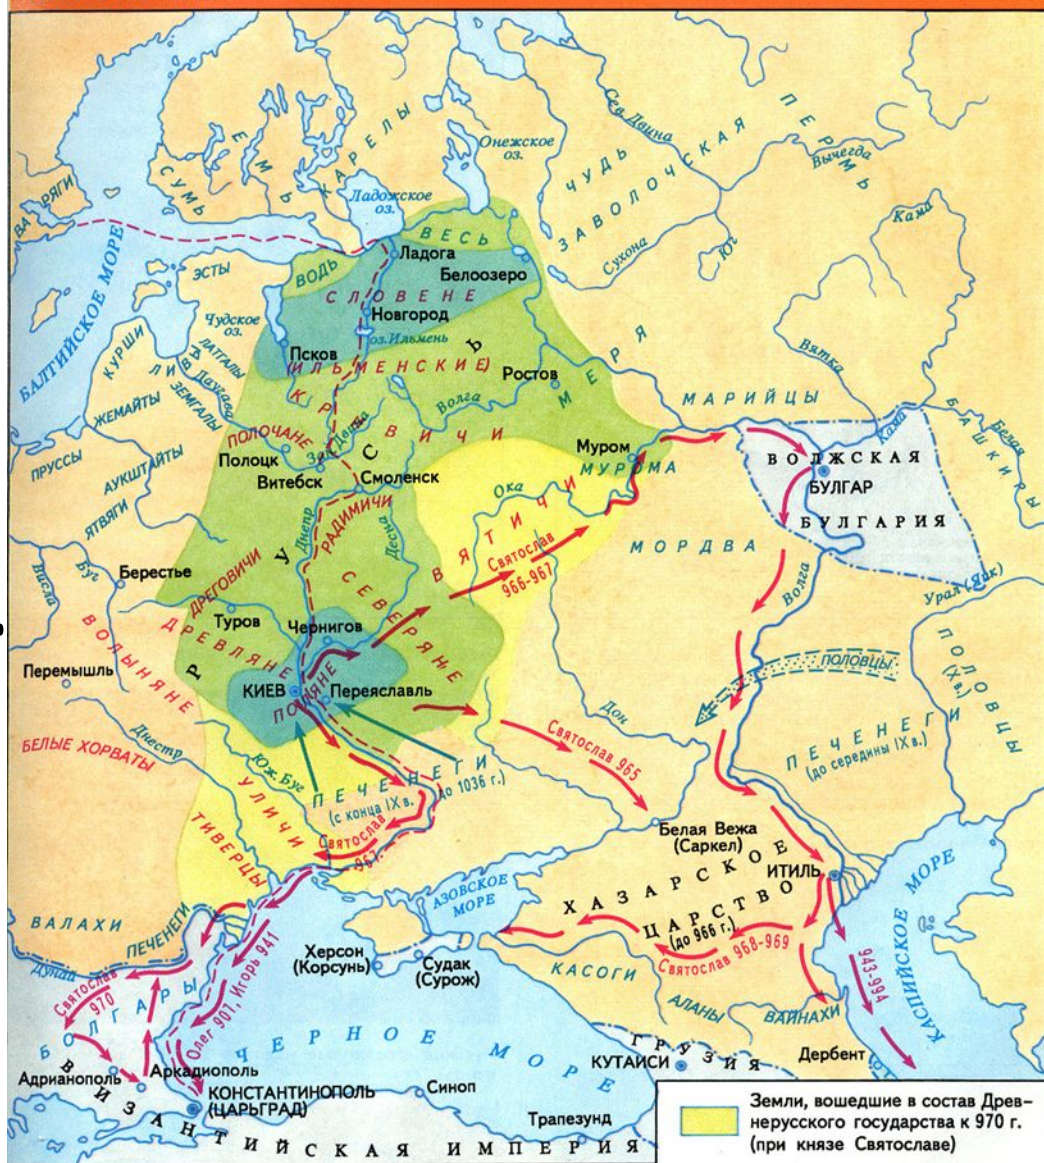 Сев Двина
ПЕРМЬ
Вычегда
ЧУДЬ
ЗАВОЛОЧСКАЯ
Онежское
оз.
КАРЕЛЫ
ЕМЬ
СУМЬ
ВАРЯГИ
Ладожское
оз.
Кама
Сухона
Юг
БАЛТИЙСКОЕ МОРЕ
ВЕСЬ
Ладога
Белоозеро
ВОДЬ
ЭСТЫ
СЛОВЕНЕ
Новгород
оз.Ильмень
Чудское
оз.
Псков
(ИЛЬМЕНСКИЕ)
КУРШИ
ЛИВЬ
ЛАТГАЛЫ
Даугава
ЗЕМГАЛЫ
Ростов
МЕРЯ
Вятка
МАРИЙЦЫ
КРИВИЧИ
Волга
ЖЕМАЙТЫ
ПОЛОЧАНЕ
Зап. Двина
Полоцк
Витебск
Смоленск
Муром
МУРОМА
Кама
Белая
БАШКИРЫ
ВОЛЖСКАЯ
БУЛГАР
БУЛГАРИЯ
ПРУССЫ
АУКШТАЙТЫ
ЯТВЯГИ
РАДИМИЧИ
Днепр
Десна
Ока
ВЯТИЧИ
Святослав
966-967
МОРДВА
Волга
Урал (Яик)
Висла
Буг
Берестье
ДРЕГОВИЧИ
РУСЬ
СЕВЕРЯНЕ
Туров
Чернигов
ДРЕВЛЯНЕ
ВОЛЫНЯНЕ
Перемышль
КИЕВ
ПОЛЯНЕ
Переяславль
ПОЛОВЦЫ
ПОЛОВЦЫ
(X в.)
Дон
БЕЛЫЕ ХОРВАТЫ
Днестр
Юж. Буг
Святослав 965
ПЕЧЕНЕГИ
(до середины IX в.)
ПЕЧЕНЕГИ
(с конца IX в. до 1036 г.)
УЛИЧИ
ТИВЕРЦЫ
Святослав
967
Белая Вежа
(Саркел)
ИТИЛЬ
ХАЗАРСКОЕ
ЦАРСТВО
(до 966 г.)
АЗОВСКОЕ
МОРЕ
ВАЛАХИ
ПЕЧЕНЕГИ
Дунай
Святослав
970
БОЛГАРЫ
Олег 907, Игорь 941
Херсон
(Корсунь)
Судак
(Сурож)
Святослав 968-969
КАСОГИ
АЛАНЫ
ВАЙНАХИ
943-994
КАСПИЙСКОЕ МОРЕ
ЧЕРНОЕ МОРЕ
ГРУЗИЯ
КУТАИСИ
Дербент
Адрианополь
Аркадиополь
КОНСТАНТИНОПОЛЬ
(ЦАРЬГРАД)
Синоп
Трапезунд
ВИЗАНТИЙСКАЯ ИМПЕРИЯ
Земли, вошедшие в состав Древ-
нерусского государства к 970 г.
(при князе Святославе)